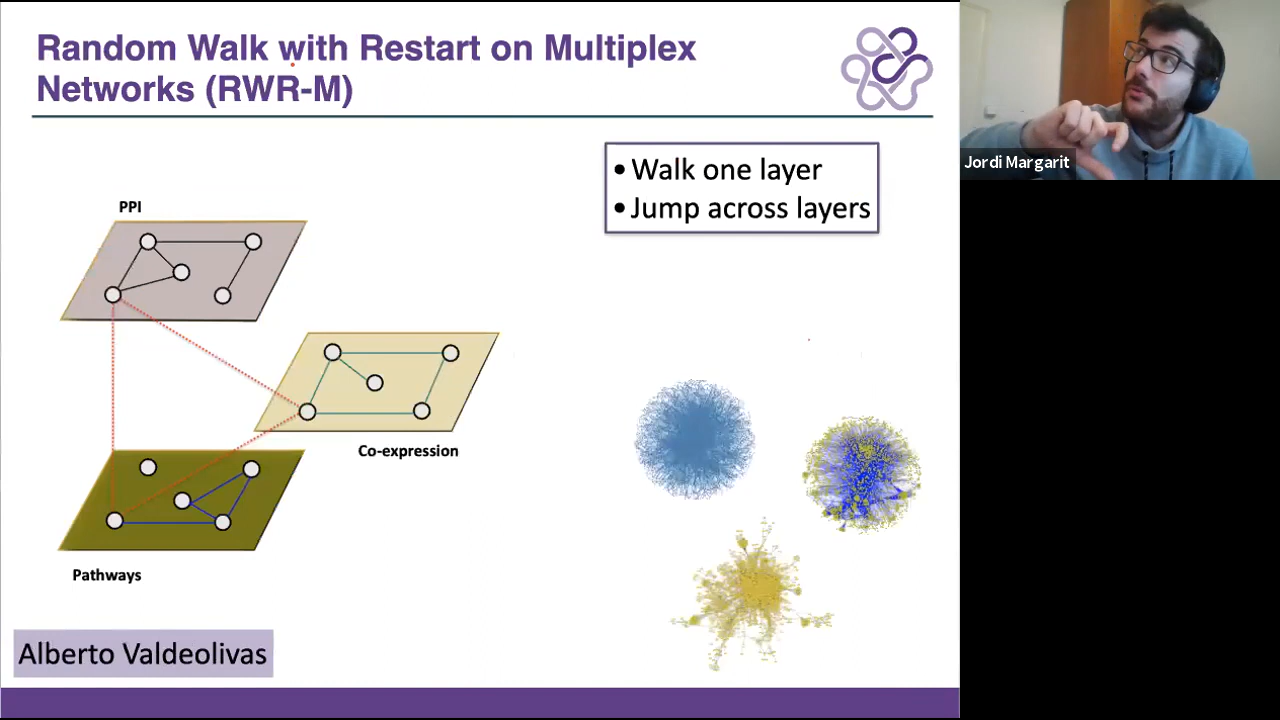 Random Walk with Restart on Multiplex
Networks (RWR-M)
• Walk one layer
• Jump across layers
PPI
Co-expression
Pathways
Alberto Valdeolivas
Jordi Margarit